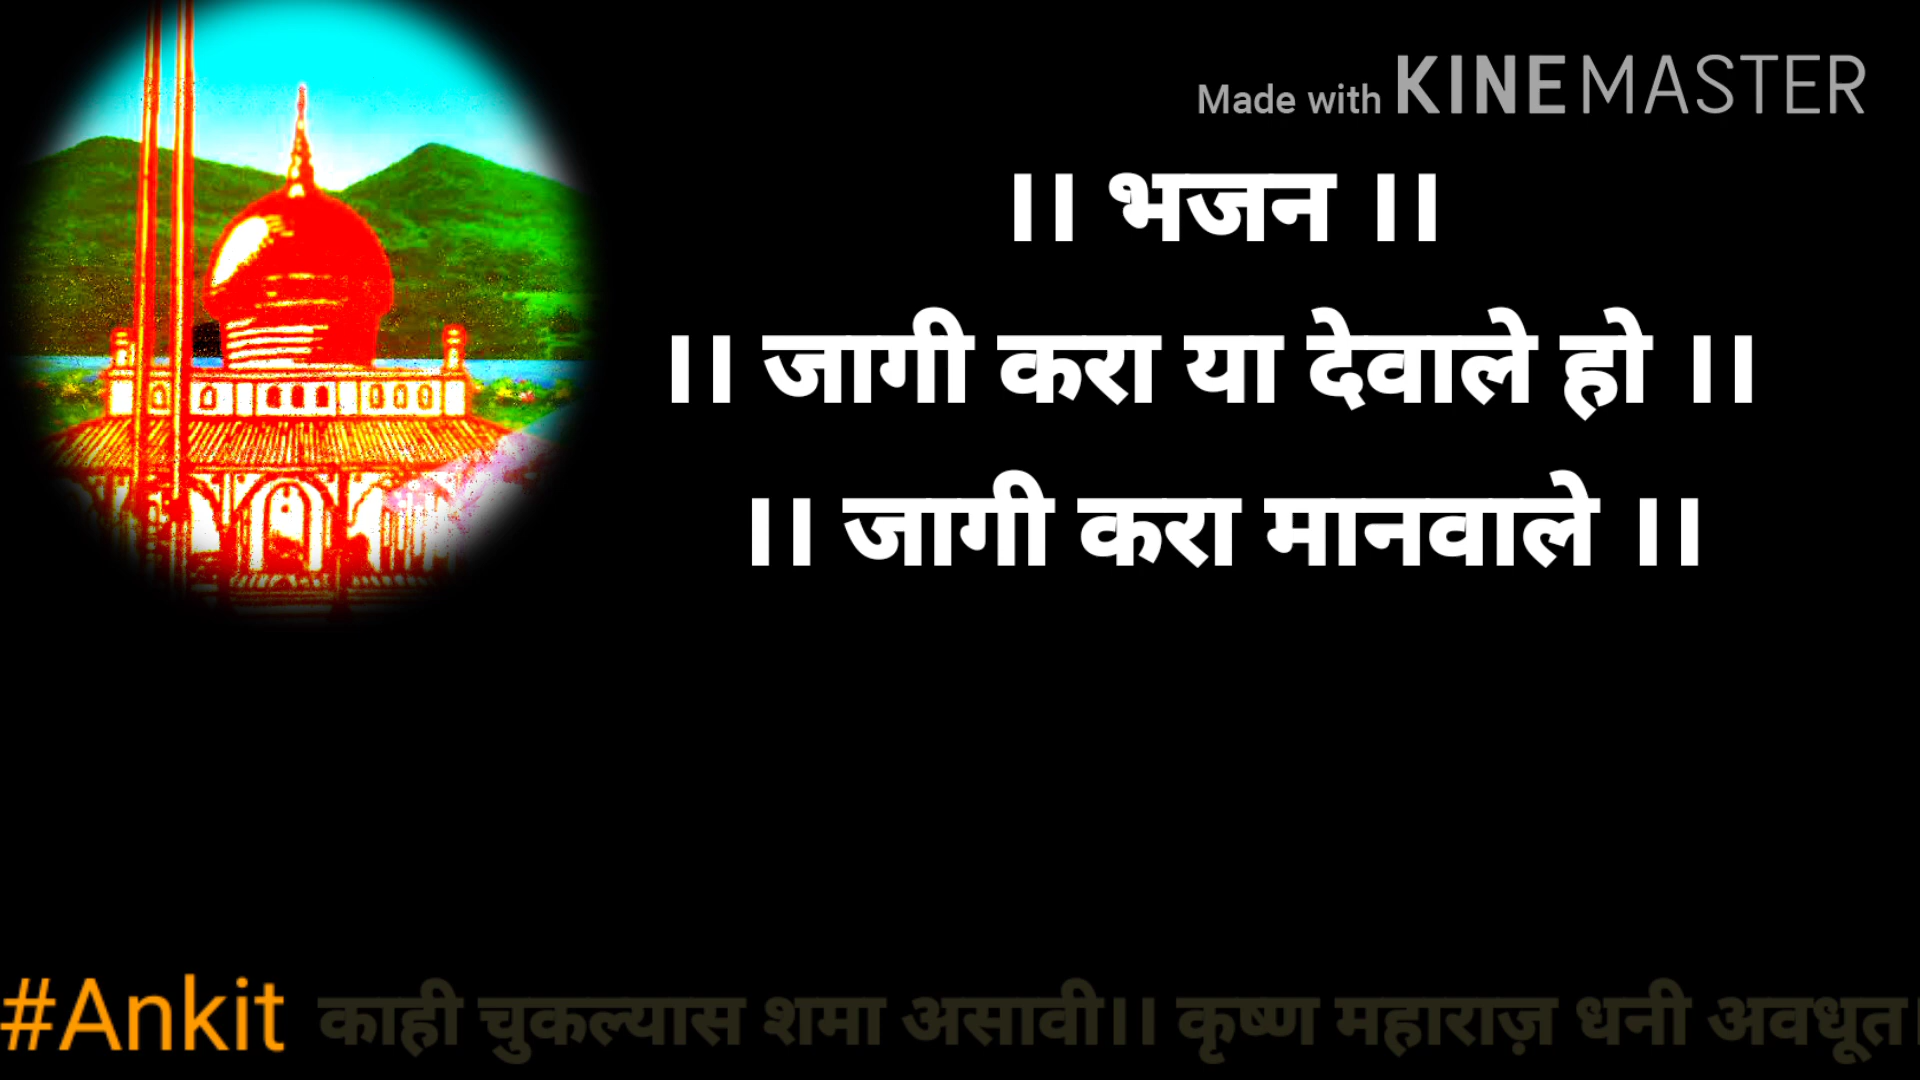 Made with KINEMASTER
।। भजन ।।
।। जागी करा या देवाले हो ।।
।। जागी करा मानवाले ।।
#Ankit काही चुकल्यास शमा असावी।। कृष्ण महाराज़ धनी अवधूत।